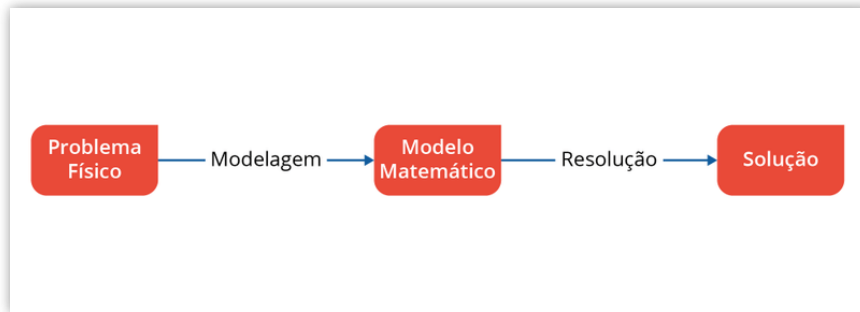 Problema
Físico
Modelagem
Modelo
Matemático
Resolução
Solução